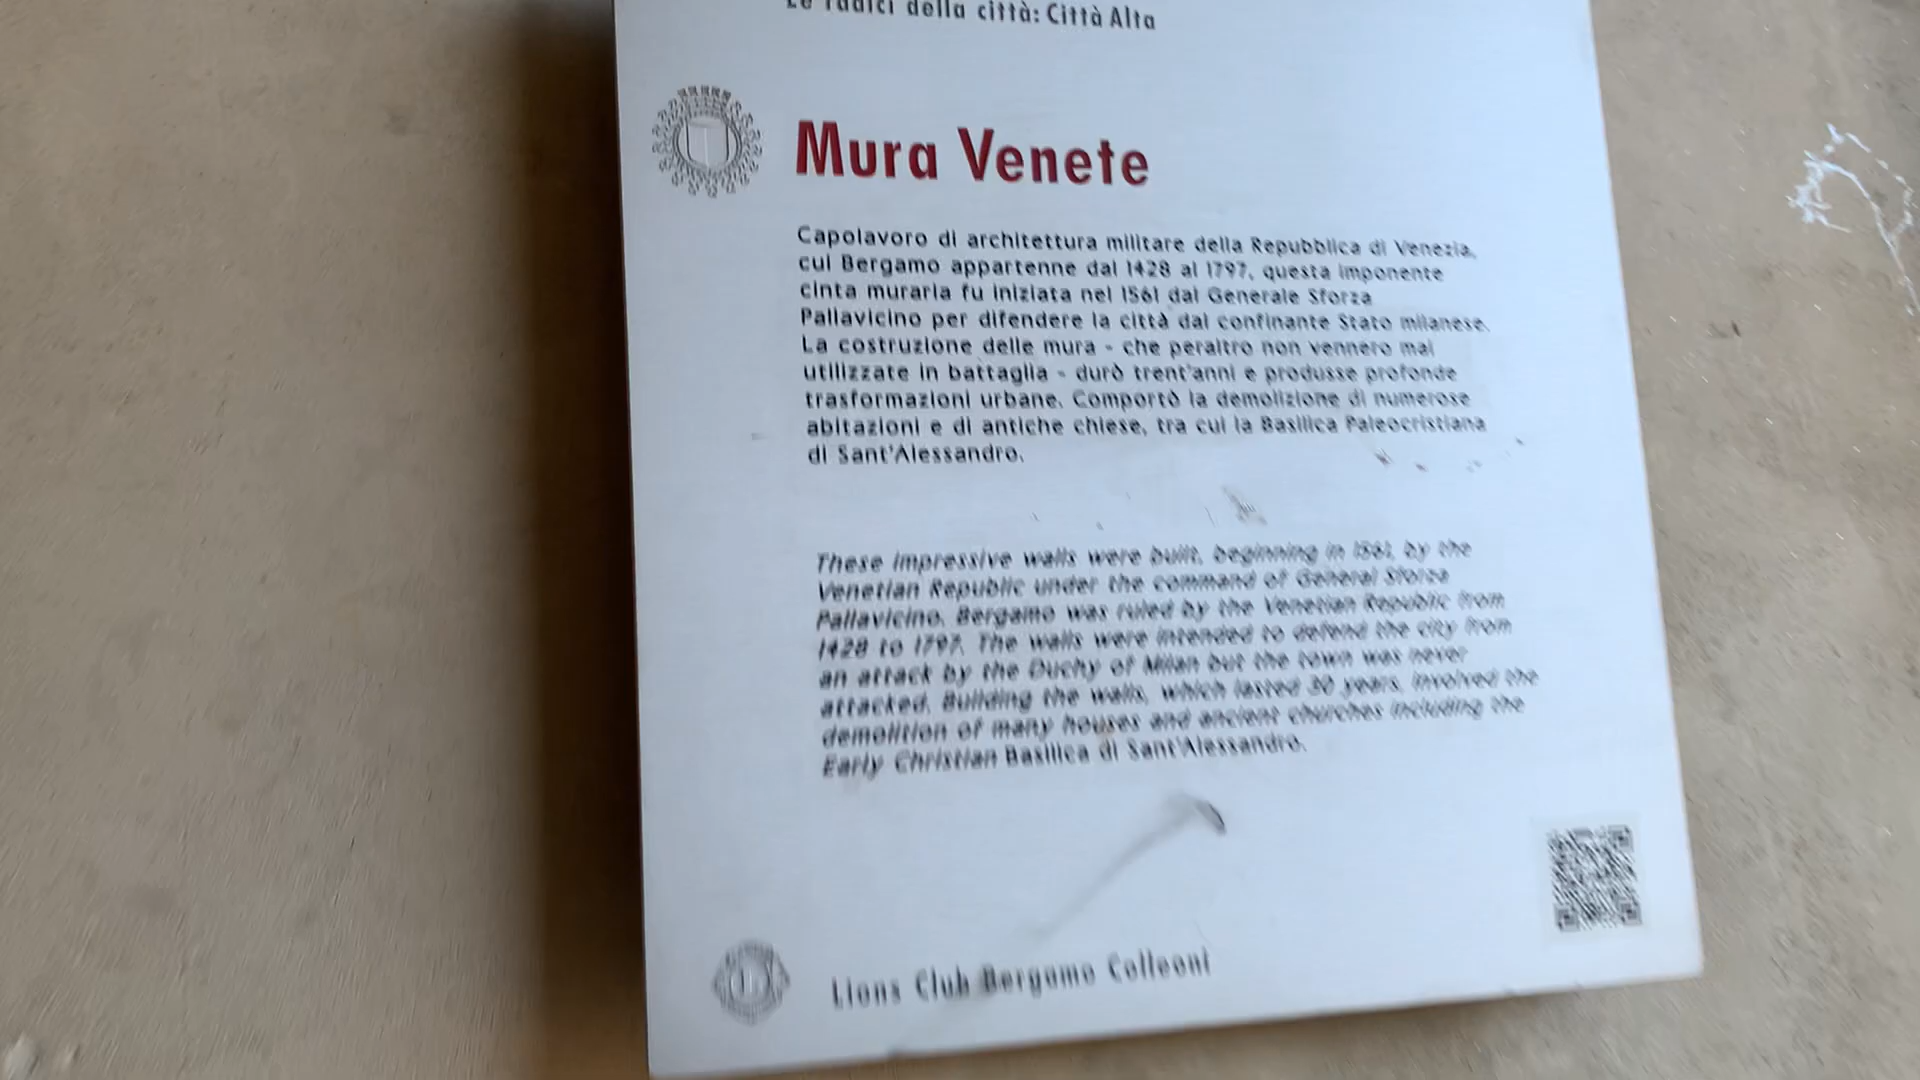 Le radici della città: Città Alta
Mura Venete
Capolavoro di architettura militare della Repubblica di Venezia,
cui Bergamo appartenne dal 1428 al 1797, questa imponente
cinta muraria fu iniziata nel 1561 dal Generale Sforza
Pallavicino per difendere la città dal confinante Stato milanese.
La costruzione delle mura - che peraltro non vennero mai
utilizzate in battaglia - durò trent'anni e produsse profonde
trasformazioni urbane. Comportò la demolizione di numerose
abitazioni e di antiche chiese, tra cui la Basilica Paleocristiana
di Sant'Alessandro.
These impressive walls were built, beginning in 1561, by the
Venetian Republic under the command of General Sforza
Pallavicino. Bergamo was ruled by the Venetian Republic from
1428 to 1797. The walls were intended to defend the city from
an attack by the Duchy of Milan but the town was never
attacked. Building the walls, which lasted 30 years, involved the
demolition of many houses and ancient churches including the
Early Christian Basilica di Sant'Alessandro.
Lions Club Bergamo Colleoni